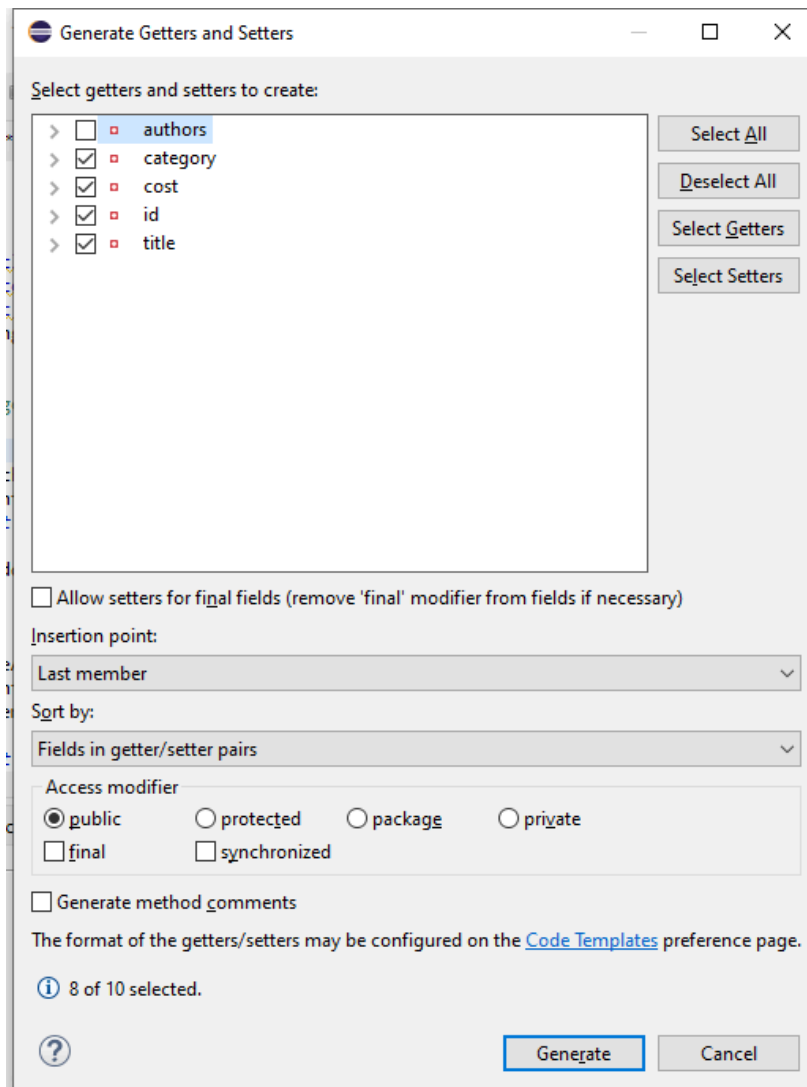 Generate Getters and Setters
Select getters and setters to create:
authors
category
cost
id
title
Select All
Deselect All
Select Getters
Select Setters
Allow setters for final fields (remove 'final' modifier from fields if necessary)
Insertion point:
Last member
Sort by:
Fields in getter/setter pairs
Access modifier
public protected package private
final synchronized
Generate method comments
The format of the getters/setters may be configured on the Code Templates preference page.
8 of 10 selected.
Generate Cancel